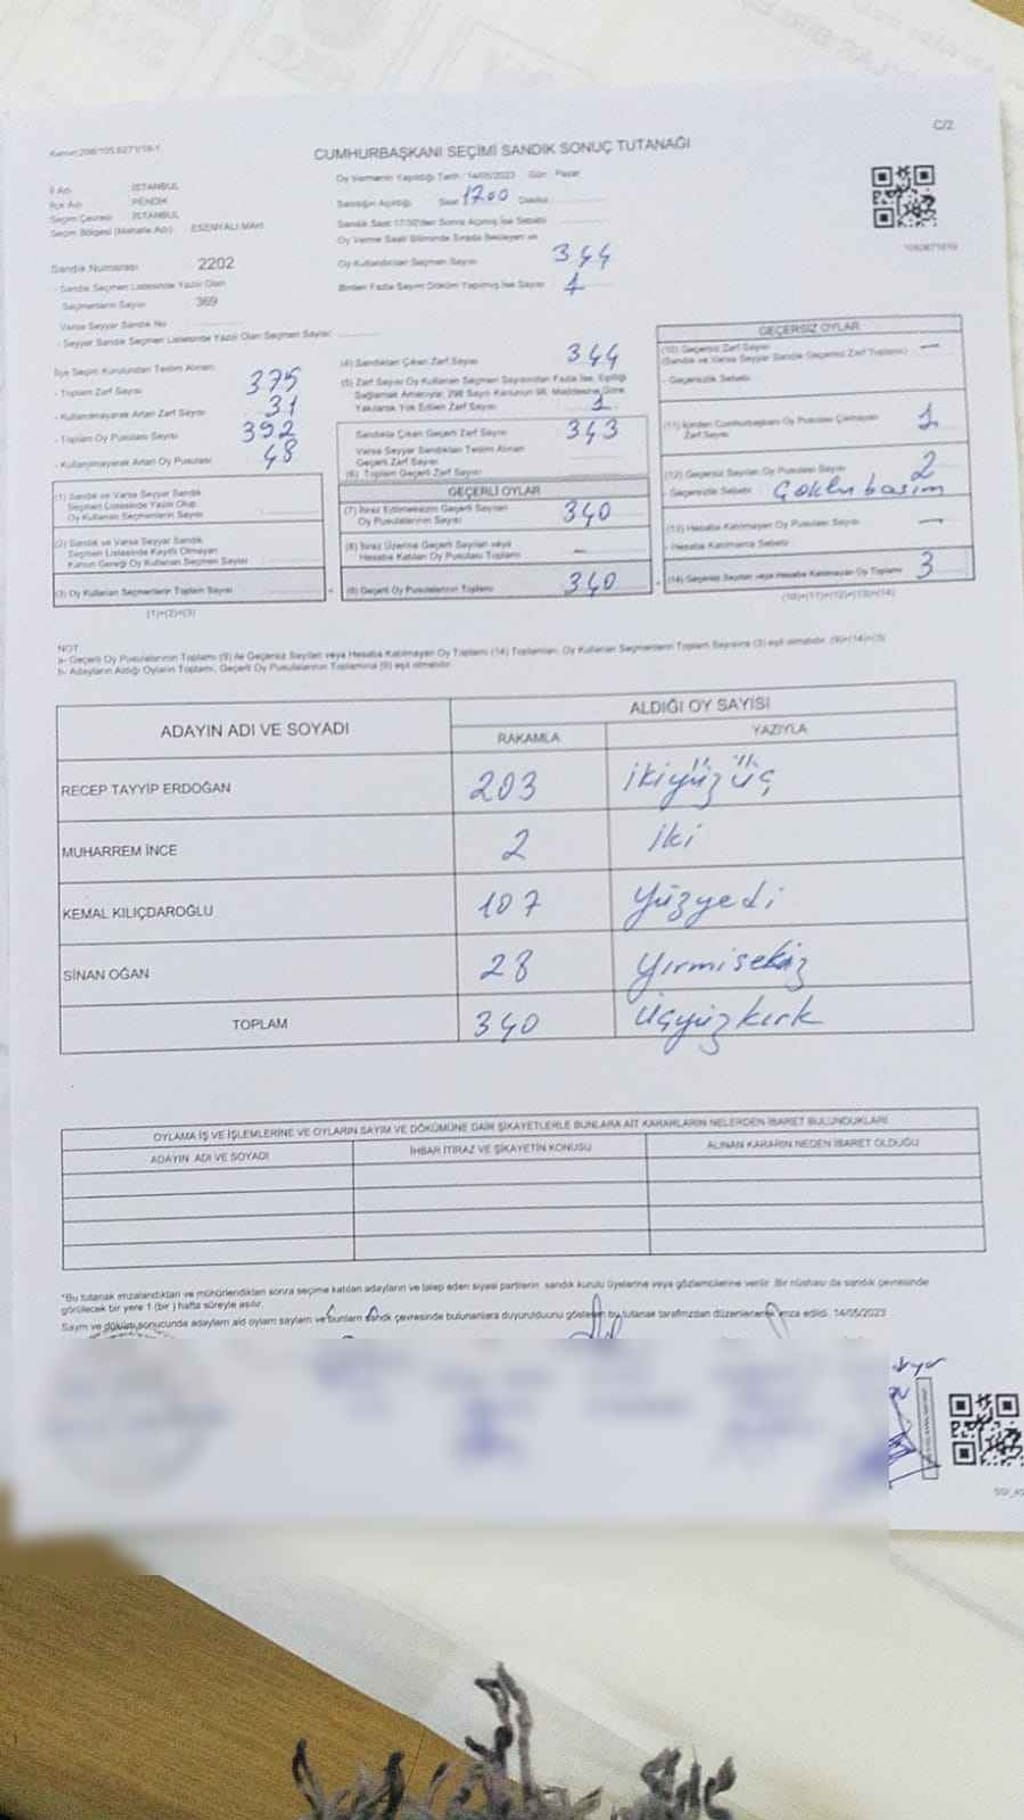 C/2
CUMHURBAŞKANI SEÇİMİ SANDIK SONUÇ TUTANAĞI
İl Adı İSTANBUL
İlçe Adı PENDİK
Seçim Çevresi İSTANBUL
Seçim Bölgesi (Mahalle Adı) ESENYALI MAH
Sandık Numarası 2202
- Sandık Seçmen Listesinde Yazılı Olan
Seçmenlerin Sayısı 369
Varsa Seyyar Sandık No
- Seyyar Sandık Seçmen Listesinde Yazılı Olan Seçmen Sayısı
Oy Vermenin Yapıldığı Tarih : 14/05/2023 Gün : Pazar
Sandığın Açıldığı Saat 17.00 Dakika
Sandık Saat 17:00'den Sonra Açılmış İse Sebebi
Oy Verme Saati Bitiminde Sırada Bekleyen ve
Oy Kullandırılan Seçmen Sayısı 344
Birden Fazla Sayım Döküm Yapılmış İse Sayısı 1
İlçe Seçim Kurulundan Teslim Alınan
- Toplam Zarf Sayısı 375
- Kullanılmayarak Artan Zarf Sayısı 31
- Toplam Oy Pusulası Sayısı 392
- Kullanılmayarak Artan Oy Pusulası 48
(1) Sandık ve Varsa Seyyar Sandık
Seçmen Listesinde Yazılı Olup
Oy Kullanan Seçmenlerin Sayısı
(2) Sandık ve Varsa Seyyar Sandık
Seçmen Listesinde Kayıtlı Olmayan
Kanun Gereği Oy Kullanan Seçmen Sayısı
(3) Oy Kullanan Seçmenlerin Toplam Sayısı
(1)+(2)=(3)
(4) Sandıktan Çıkan Zarf Sayısı 344
(5) Zarf Sayısı Oy Kullanan Seçmen Sayısından Fazla İse, Eşitliği
Sağlamak Amacıyla; 298 Sayılı Kanunun 98. Maddesine Göre
Yakılarak Yok Edilen Zarf Sayısı 1
Sandıkta Çıkan Geçerli Zarf Sayısı 343
Varsa Seyyar Sandıktan Teslim Alınan
Geçerli Zarf Sayısı
(6) Toplam Geçerli Zarf Sayısı
GEÇERLİ OYLAR
(7) İtiraz Edilmeksizin Geçerli Sayılan
Oy Pusulalarının Sayısı 340
(8) İtiraz Üzerine Geçerli Sayılan veya
Hesaba Katılan Oy Pusulası Toplamı -
(9) Geçerli Oy Pusulalarının Toplamı 340
GEÇERSİZ OYLAR
(10) Geçersiz Zarf Sayısı -
(Sandık ve Varsa Seyyar Sandık Geçersiz Zarf Toplamı)
- Geçersizlik Sebebi
(11) İçinden Cumhurbaşkanı Oy Pusulası Çıkmayan
Zarf Sayısı 1
(12) Geçersiz Sayılan Oy Pusulası Sayısı 2
- Geçersizlik Sebebi Çoklu basım
(13) Hesaba Katılmayan Oy Pusulası Sayısı -
- Hesaba Katılmama Sebebi
(14) Geçersiz Sayılan veya Hesaba Katılmayan Oy Toplamı 3
(10)+(11)+(12)+(13)=(14)
NOT
a- Geçerli Oy Pusulalarının Toplamı (9) ile Geçersiz Sayılan veya Hesaba Katılmayan Oy Toplamı (14) Toplamları, Oy Kullanan Seçmenlerin Toplam Sayısına (3) eşit olmalıdır. (9)+(14)=(3)
b- Adayların Aldığı Oyların Toplamı, Geçerli Oy Pusulalarının Toplamına (9) eşit olmalıdır.
ADAYIN ADI VE SOYADI ALDIĞI OY SAYISI
RAKAMLA YAZIYLA
RECEP TAYYİP ERDOĞAN 203 ikiyüz üç
MUHARREM İNCE 2 iki
KEMAL KILIÇDAROĞLU 107 Yüzyedi
SİNAN OĞAN 28 Yirmisekiz
TOPLAM 340 Üçyüzkırk
OYLAMA İŞ VE İŞLEMLERİNE VE OYLARIN SAYIM VE DÖKÜMÜNE DAİR ŞİKAYETLERLE BUNLARA AİT KARARLARIN NELERDEN İBARET BULUNDUKLARI
ADAYIN ADI VE SOYADI İHBAR İTİRAZ VE ŞİKAYETİN KONUSU ALINAN KARARIN NEDEN İBARET OLDUĞU
*Bu tutanak imzalandıktan ve mühürlendikten sonra seçime katılan adayların ve talep eden siyasi partilerin, sandık kurulu üyelerine veya gözlemcilerine verilir. Bir nüshası da sandık çevresinde
görülecek bir yere 1 (bir) hafta süreyle asılır.
Sayım ve döküm sonucunda adayların aldı oyların sayıları ve bunların sandık çevresinde bulunanlara duyurulduğunu gösteren bu tutanak tarafımızdan düzenlenerek imza edildi. 14/05/2023